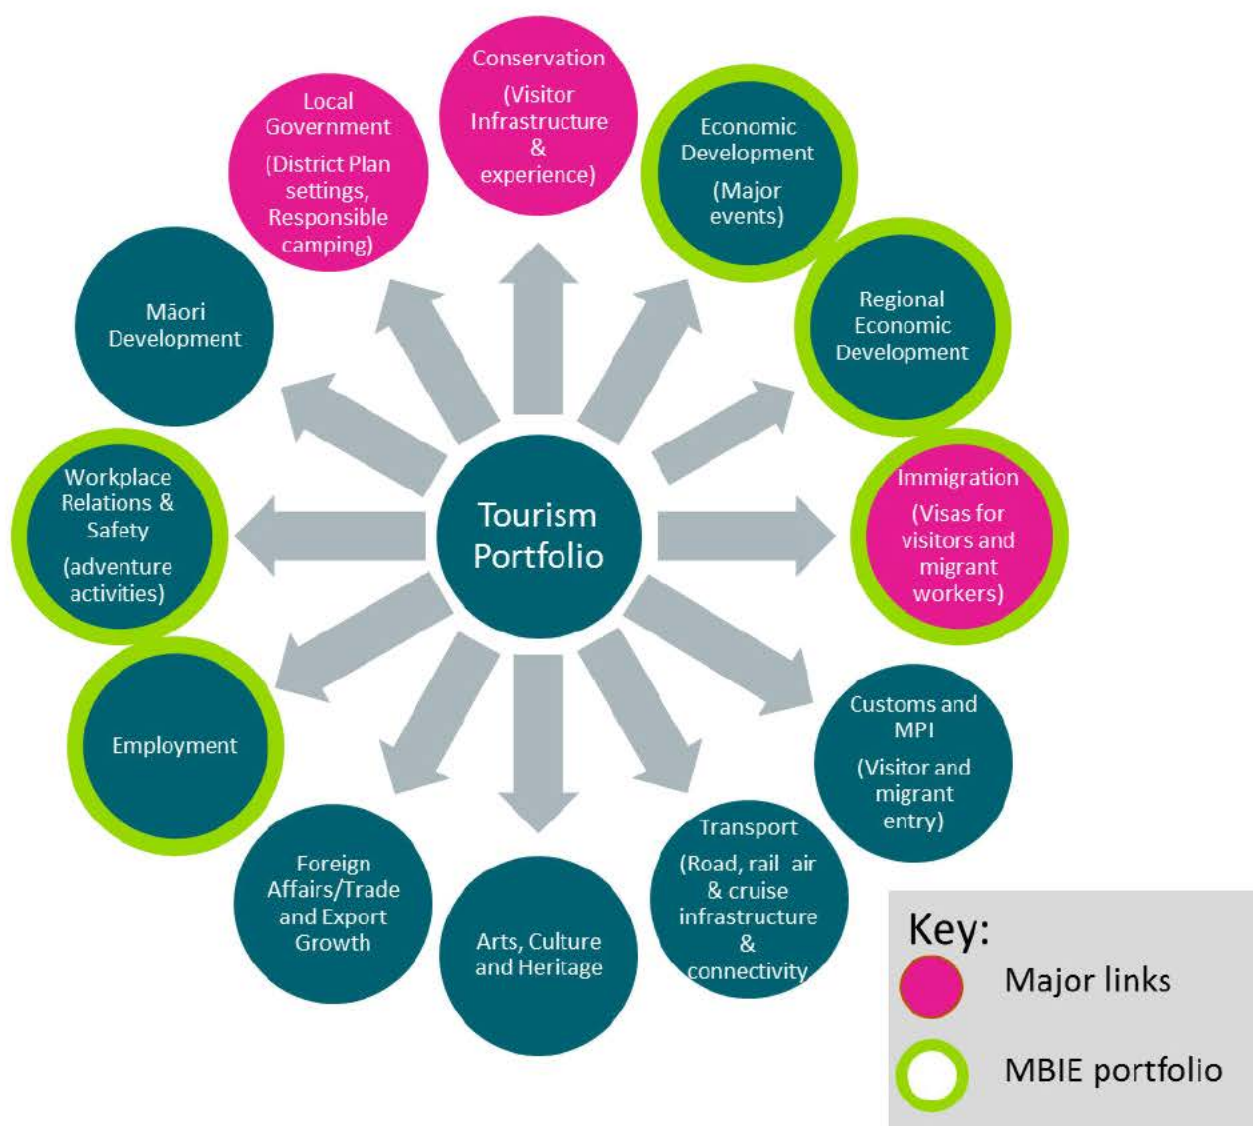 Conservation
(Visitor
Infrastructure
&
experience)
Economic
Development
(Major
events)
Regional
Economic
Development
Immigration
(Visas for
visitors and
migrant
workers)
Customs and
MPI
(Visitor and
migrant
entry)
Transport
(Road, rail air
& cruise
infrastructure
&
connectivity
Arts, Culture
and Heritage
Foreign
Affairs/Trade
and Export
Growth
Employment
Workplace
Relations &
Safety
(adventure
activities)
Māori
Development
Local
Government
(District Plan
settings,
Responsible
camping)
Tourism
Portfolio
Key:
Major links
MBIE portfolio